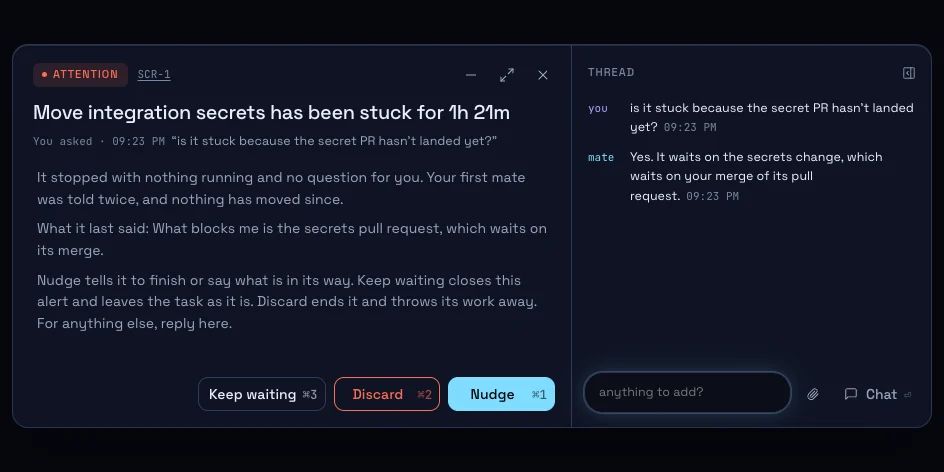 ATTENTION SCR-1
Move integration secrets has been stuck for 1h 21m
You asked · 09:23 PM "is it stuck because the secret PR hasn't landed yet?"
It stopped with nothing running and no question for you. Your first mate
was told twice, and nothing has moved since.
What it last said: What blocks me is the secrets pull request, which waits on
its merge.
Nudge tells it to finish or say what is in its way. Keep waiting closes this
alert and leaves the task as it is. Discard ends it and throws its work away.
For anything else, reply here.
Keep waiting ⌘3 Discard ⌘2 Nudge ⌘1
THREAD
you is it stuck because the secret PR hasn't landed
yet? 09:23 PM
mate Yes. It waits on the secrets change, which
waits on your merge of its pull
request. 09:23 PM
anything to add? Chat ⏎